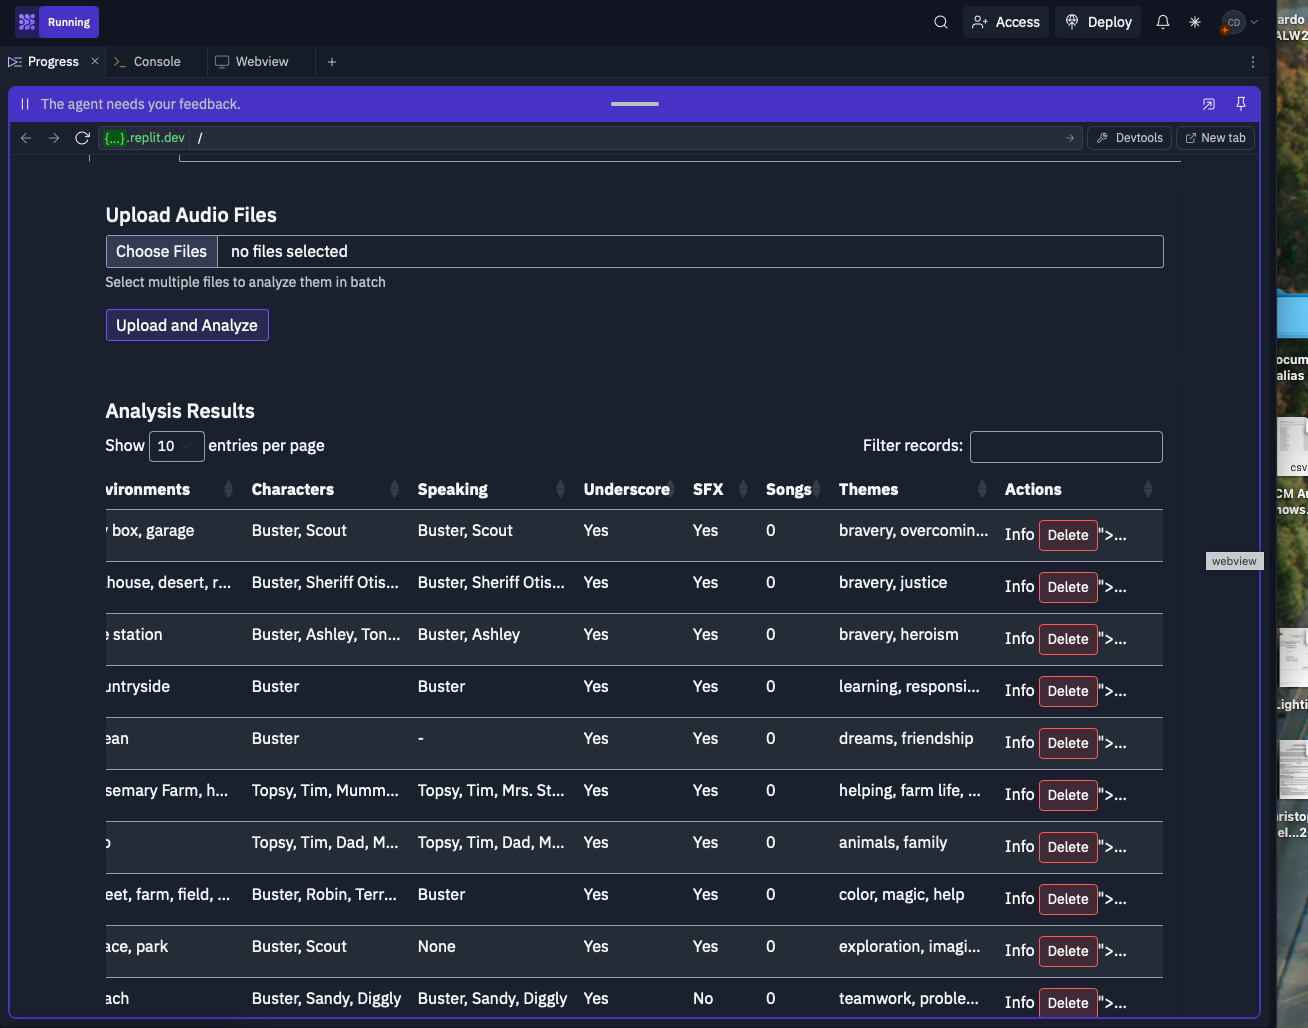 Running
Access
Deploy
CD
Progress
Console
Webview
The agent needs your feedback.
{...}.replit.dev /
Devtools
New tab
Upload Audio Files
Choose Files no files selected
Select multiple files to analyze them in batch
Upload and Analyze
Analysis Results
Show 10 entries per page
Filter records:
vironments Characters Speaking Underscore SFX Songs Themes Actions
box, garage Buster, Scout Buster, Scout Yes Yes 0 bravery, overcomin... Info Delete ">...
house, desert, r... Buster, Sheriff Otis... Buster, Sheriff Otis... Yes Yes 0 bravery, justice Info Delete ">...
station Buster, Ashley, Ton... Buster, Ashley Yes Yes 0 bravery, heroism Info Delete ">...
untryside Buster Buster Yes Yes 0 learning, responsi... Info Delete ">...
ean Buster - Yes Yes 0 dreams, friendship Info Delete ">...
semary Farm, h... Topsy, Tim, Mumm... Topsy, Tim, Mrs. St... Yes Yes 0 helping, farm life, ... Info Delete ">...
Topsy, Tim, Dad, M... Topsy, Tim, Dad, M... Yes Yes 0 animals, family Info Delete ">...
eet, farm, field, ... Buster, Robin, Terr... Buster Yes Yes 0 color, magic, help Info Delete ">...
ace, park Buster, Scout None Yes Yes 0 exploration, imagi... Info Delete ">...
ach Buster, Sandy, Diggly Buster, Sandy, Diggly Yes No 0 teamwork, proble... Info Delete ">...
webview
ardo
ALW2
ocum
alias
csv
CM Au
nows.
Lighti
hristo
el...2